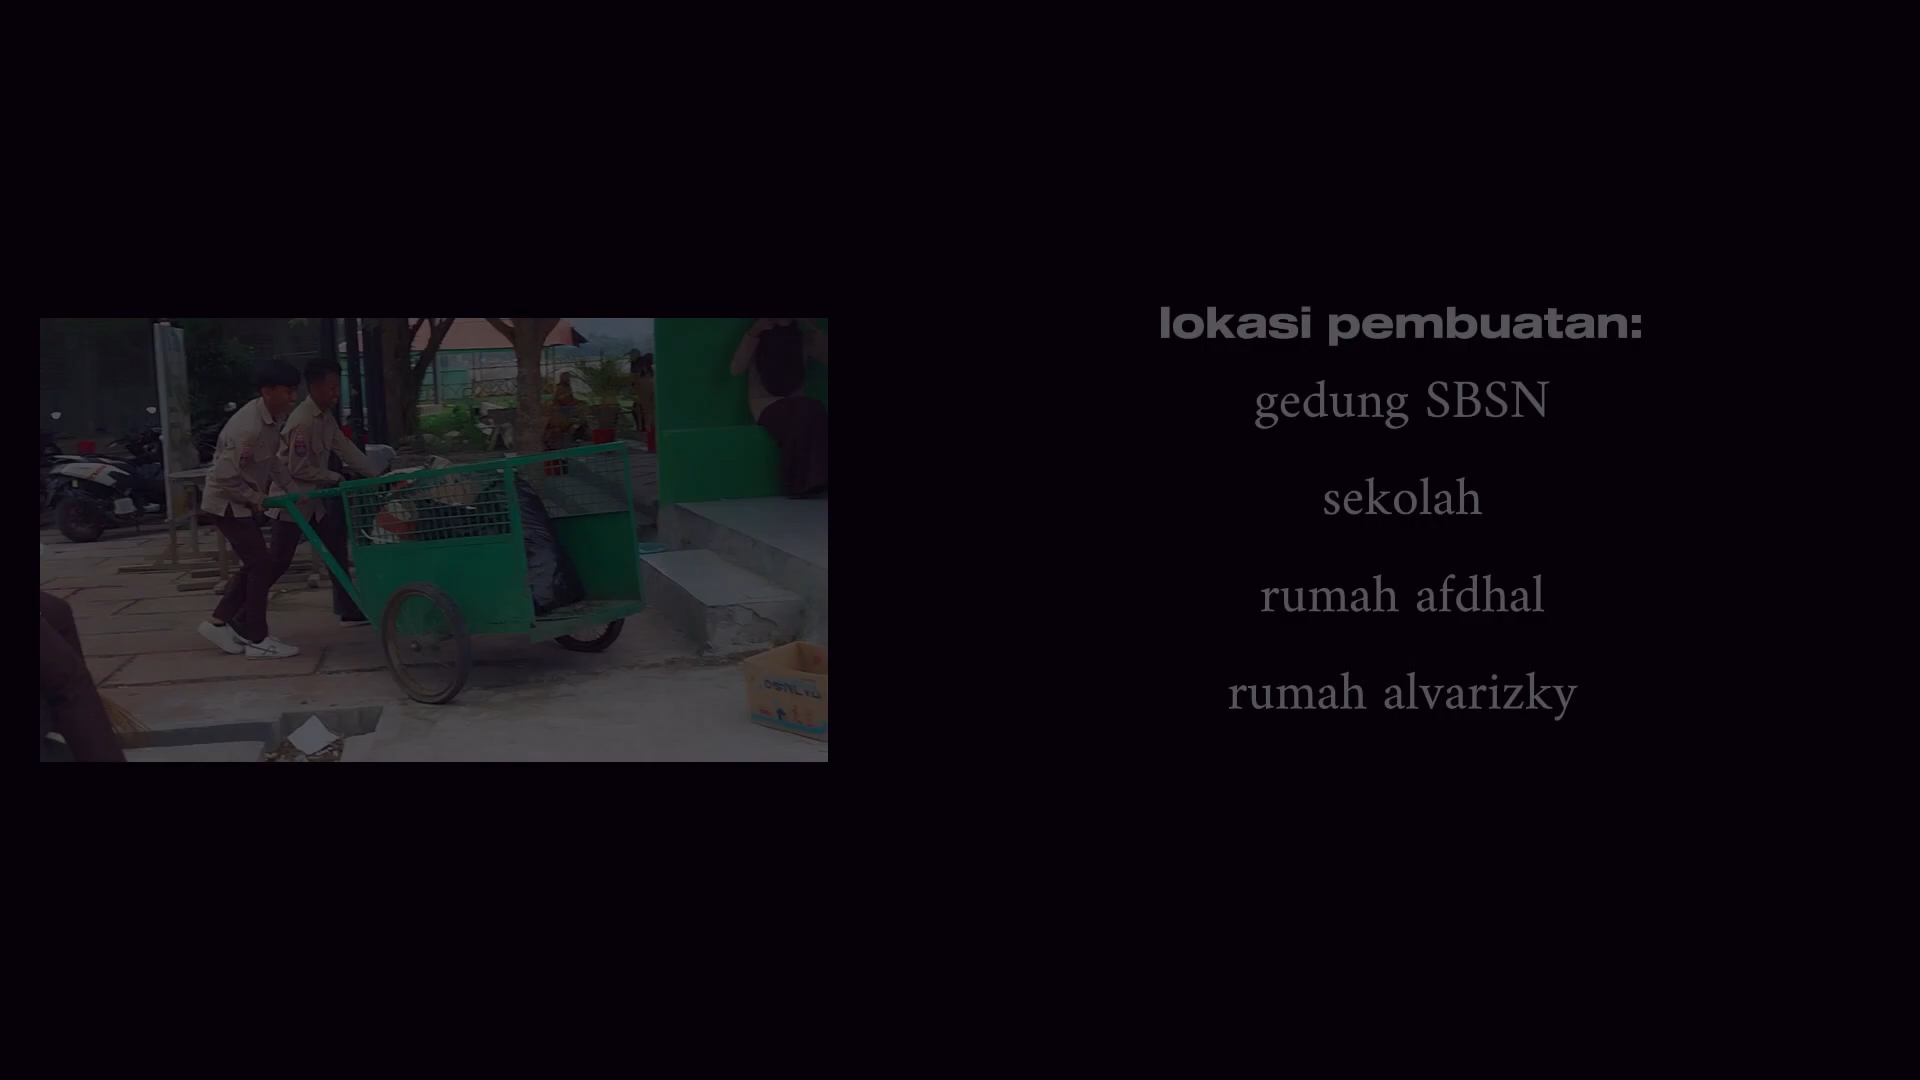 lokasi pembuatan:
gedung SBSN
sekolah
rumah afdhal
rumah alvarizky